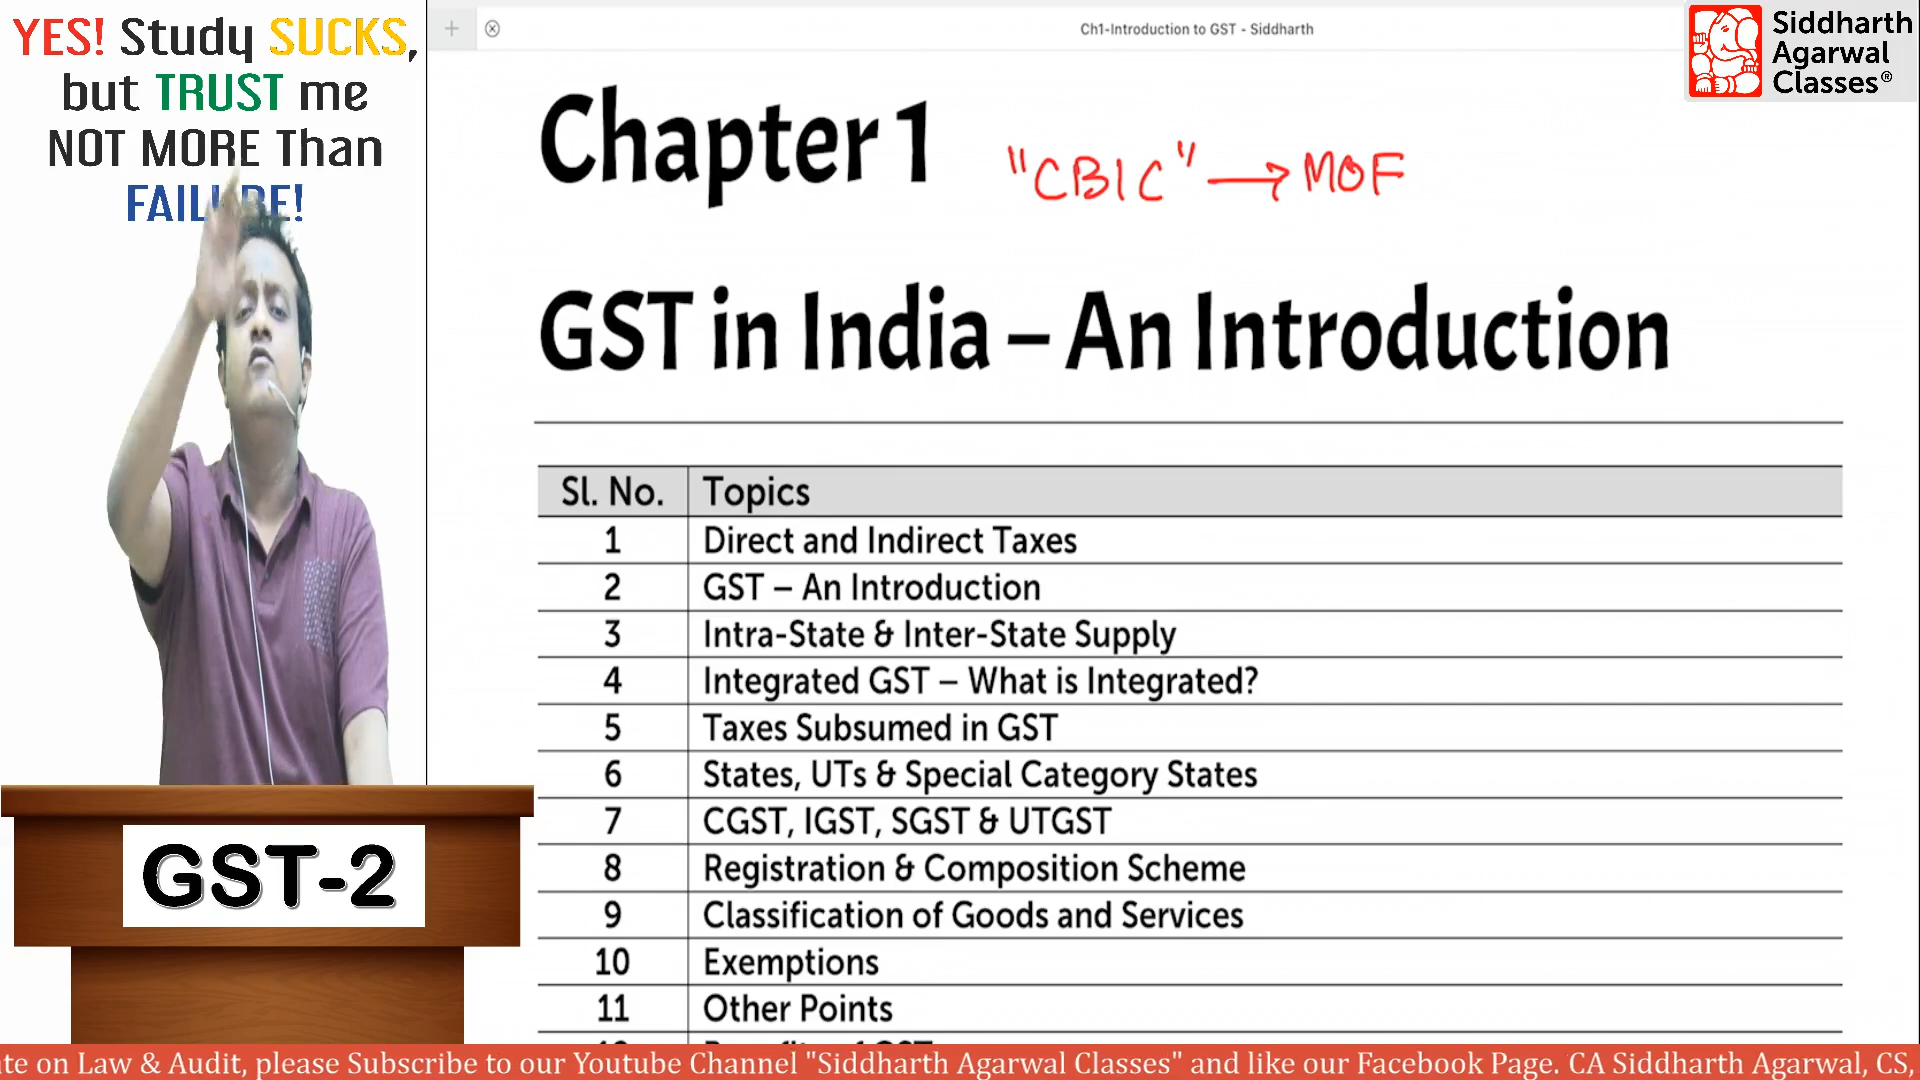 YES! Study SUCKS,
but TRUST me
NOT MORE Than
FAILURE!
Ch1-Introduction to GST - Siddharth
Siddharth
Agarwal
Classes®
Chapter 1
"CBIC" → MOF
GST in India – An Introduction
Sl. No. Topics
1 Direct and Indirect Taxes
2 GST – An Introduction
3 Intra-State & Inter-State Supply
4 Integrated GST – What is Integrated?
5 Taxes Subsumed in GST
6 States, UTs & Special Category States
7 CGST, IGST, SGST & UTGST
8 Registration & Composition Scheme
9 Classification of Goods and Services
10 Exemptions
11 Other Points
GST-2
on Law & Audit, please Subscribe to our Youtube Channel "Siddharth Agarwal Classes" and like our Facebook Page. CA Siddharth Agarwal, CS,